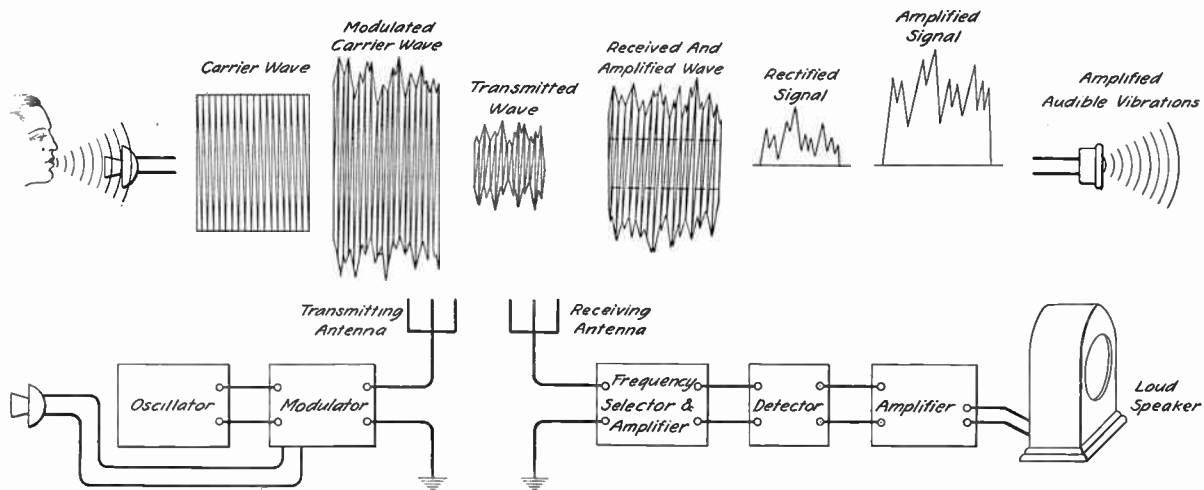 Carrier Wave
Modulated
Carrier Wave
Transmitted
Wave
Received And
Amplified Wave
Rectified
Signal
Amplified
Signal
Amplified
Audible Vibrations
Transmitting
Antenna
Receiving
Antenna
Oscillator
Modulator
Frequency
Selector &
Amplifier
Detector
Amplifier
Loud
Speaker